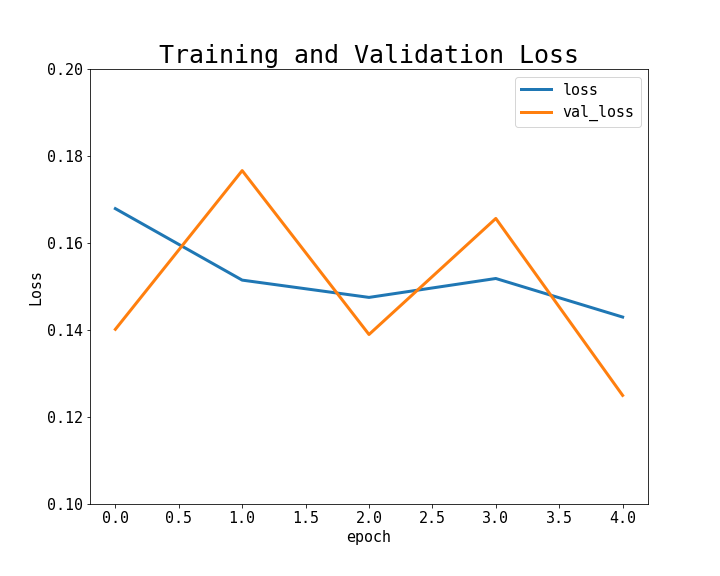 Training and Validation Loss
loss
val_loss
0.20
0.18
0.16
0.14
0.12
0.10
Loss
0.0 0.5 1.0 1.5 2.0 2.5 3.0 3.5 4.0
epoch